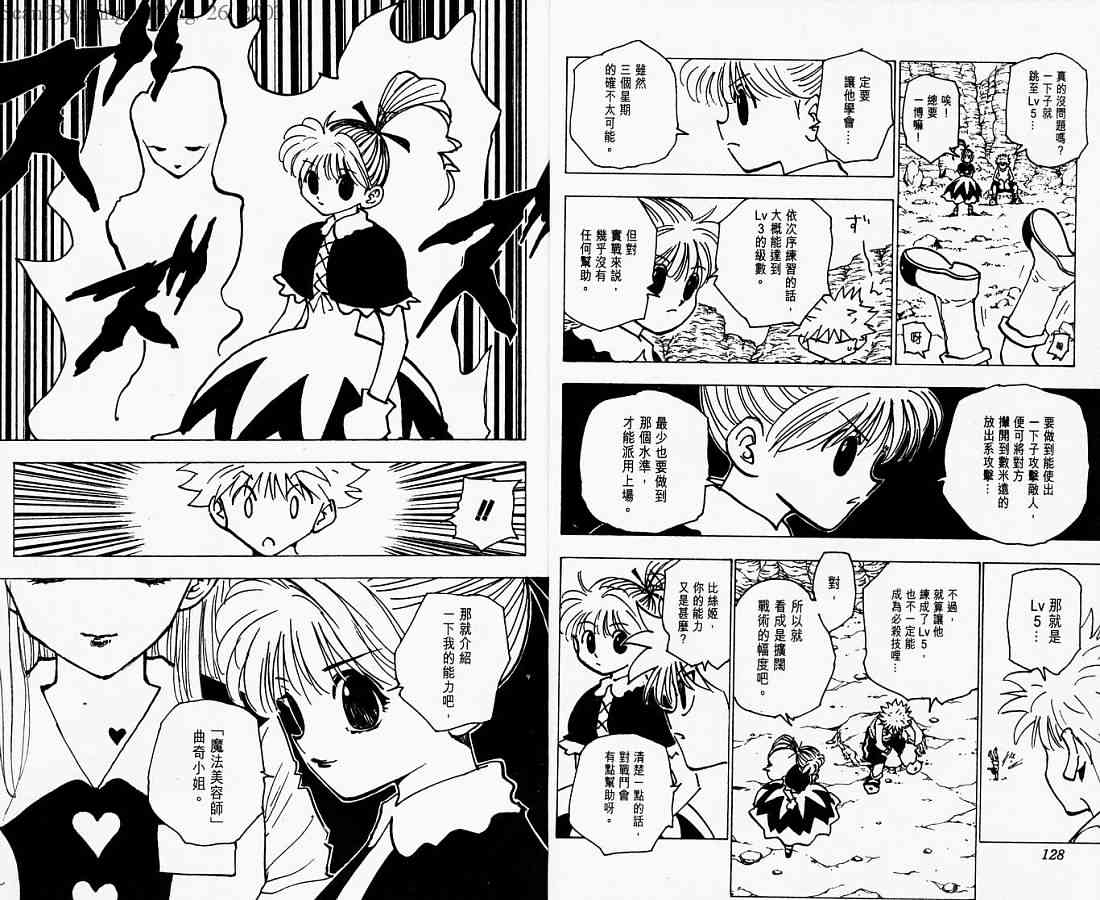 真的沒問題嗎？
一下子就
跳至Lv5…
唉！
總要
一博嘛！
呀
定要
讓他學會…
雖然
三個星期
的確不太可能。
ず
依次序練習的話，
大概能達到
Lv3的級數。
但對
實戰來說，
幾乎沒有
任何幫助。
要做到能使出
一下子攻擊敵人，
便可將對方
攆開到數米遠的
放出系攻擊…
最少也要做到
那個水準，
才能派用上場。
那就是
Lv5…
不過，
就算讓他
練成了Lv5，
也不一定能
成為必殺技哩…
對，
所以就
看成是擴闊
戰術的幅度吧。
比絲姬，
你的能力
又是甚麼？
清楚一點的話，
對戰鬥會
有點幫助呀。
128
!!
那就介紹
一下我的能力吧，
「魔法美容師」
曲奇小姐。